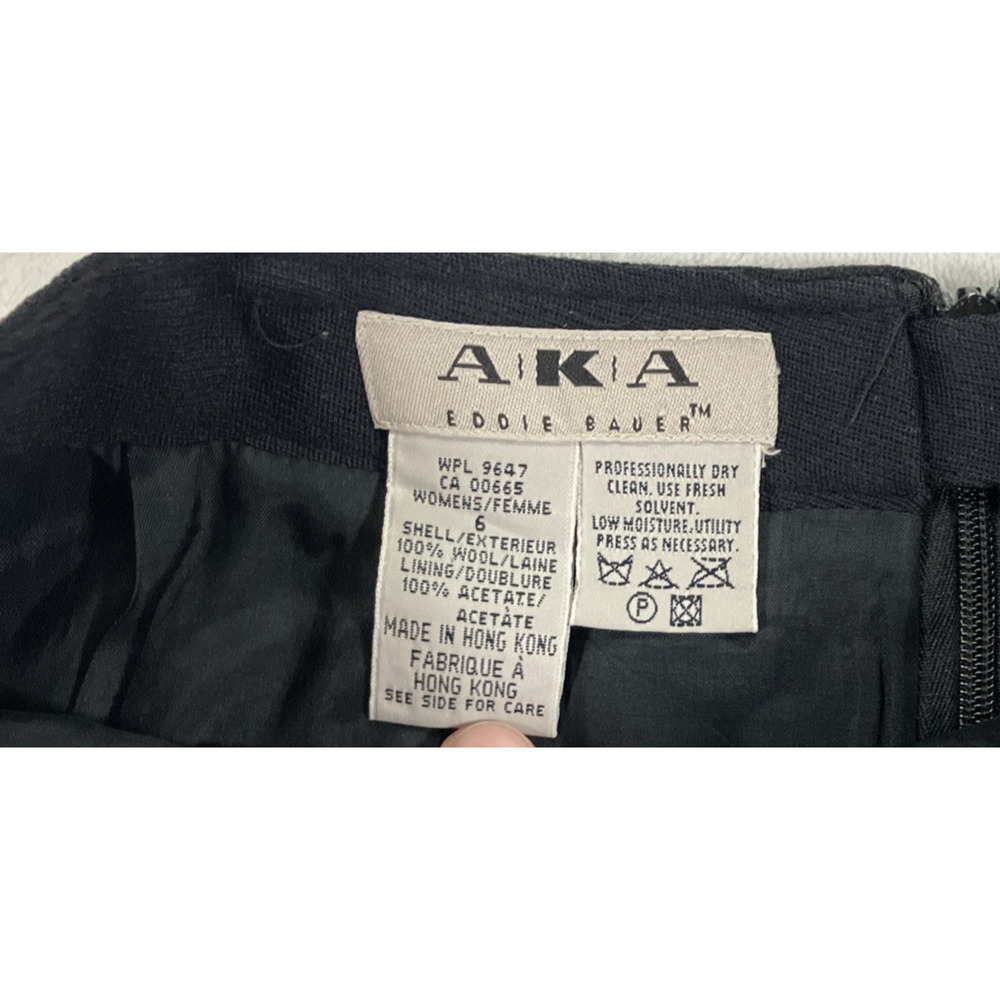 A K A
EDDIE BAUER™
WPL 9647
CA 00665
WOMENS/FEMME
6
SHELL/EXTERIEUR
100% WOOL/LAINE
LINING/DOUBLURE
100% ACETATE/
ACETÀTE
MADE IN HONG KONG
FABRIQUE À
HONG KONG
SEE SIDE FOR CARE
PROFESSIONALLY DRY
CLEAN. USE FRESH
SOLVENT.
LOW MOISTURE, UTILITY
PRESS AS NECESSARY.
P